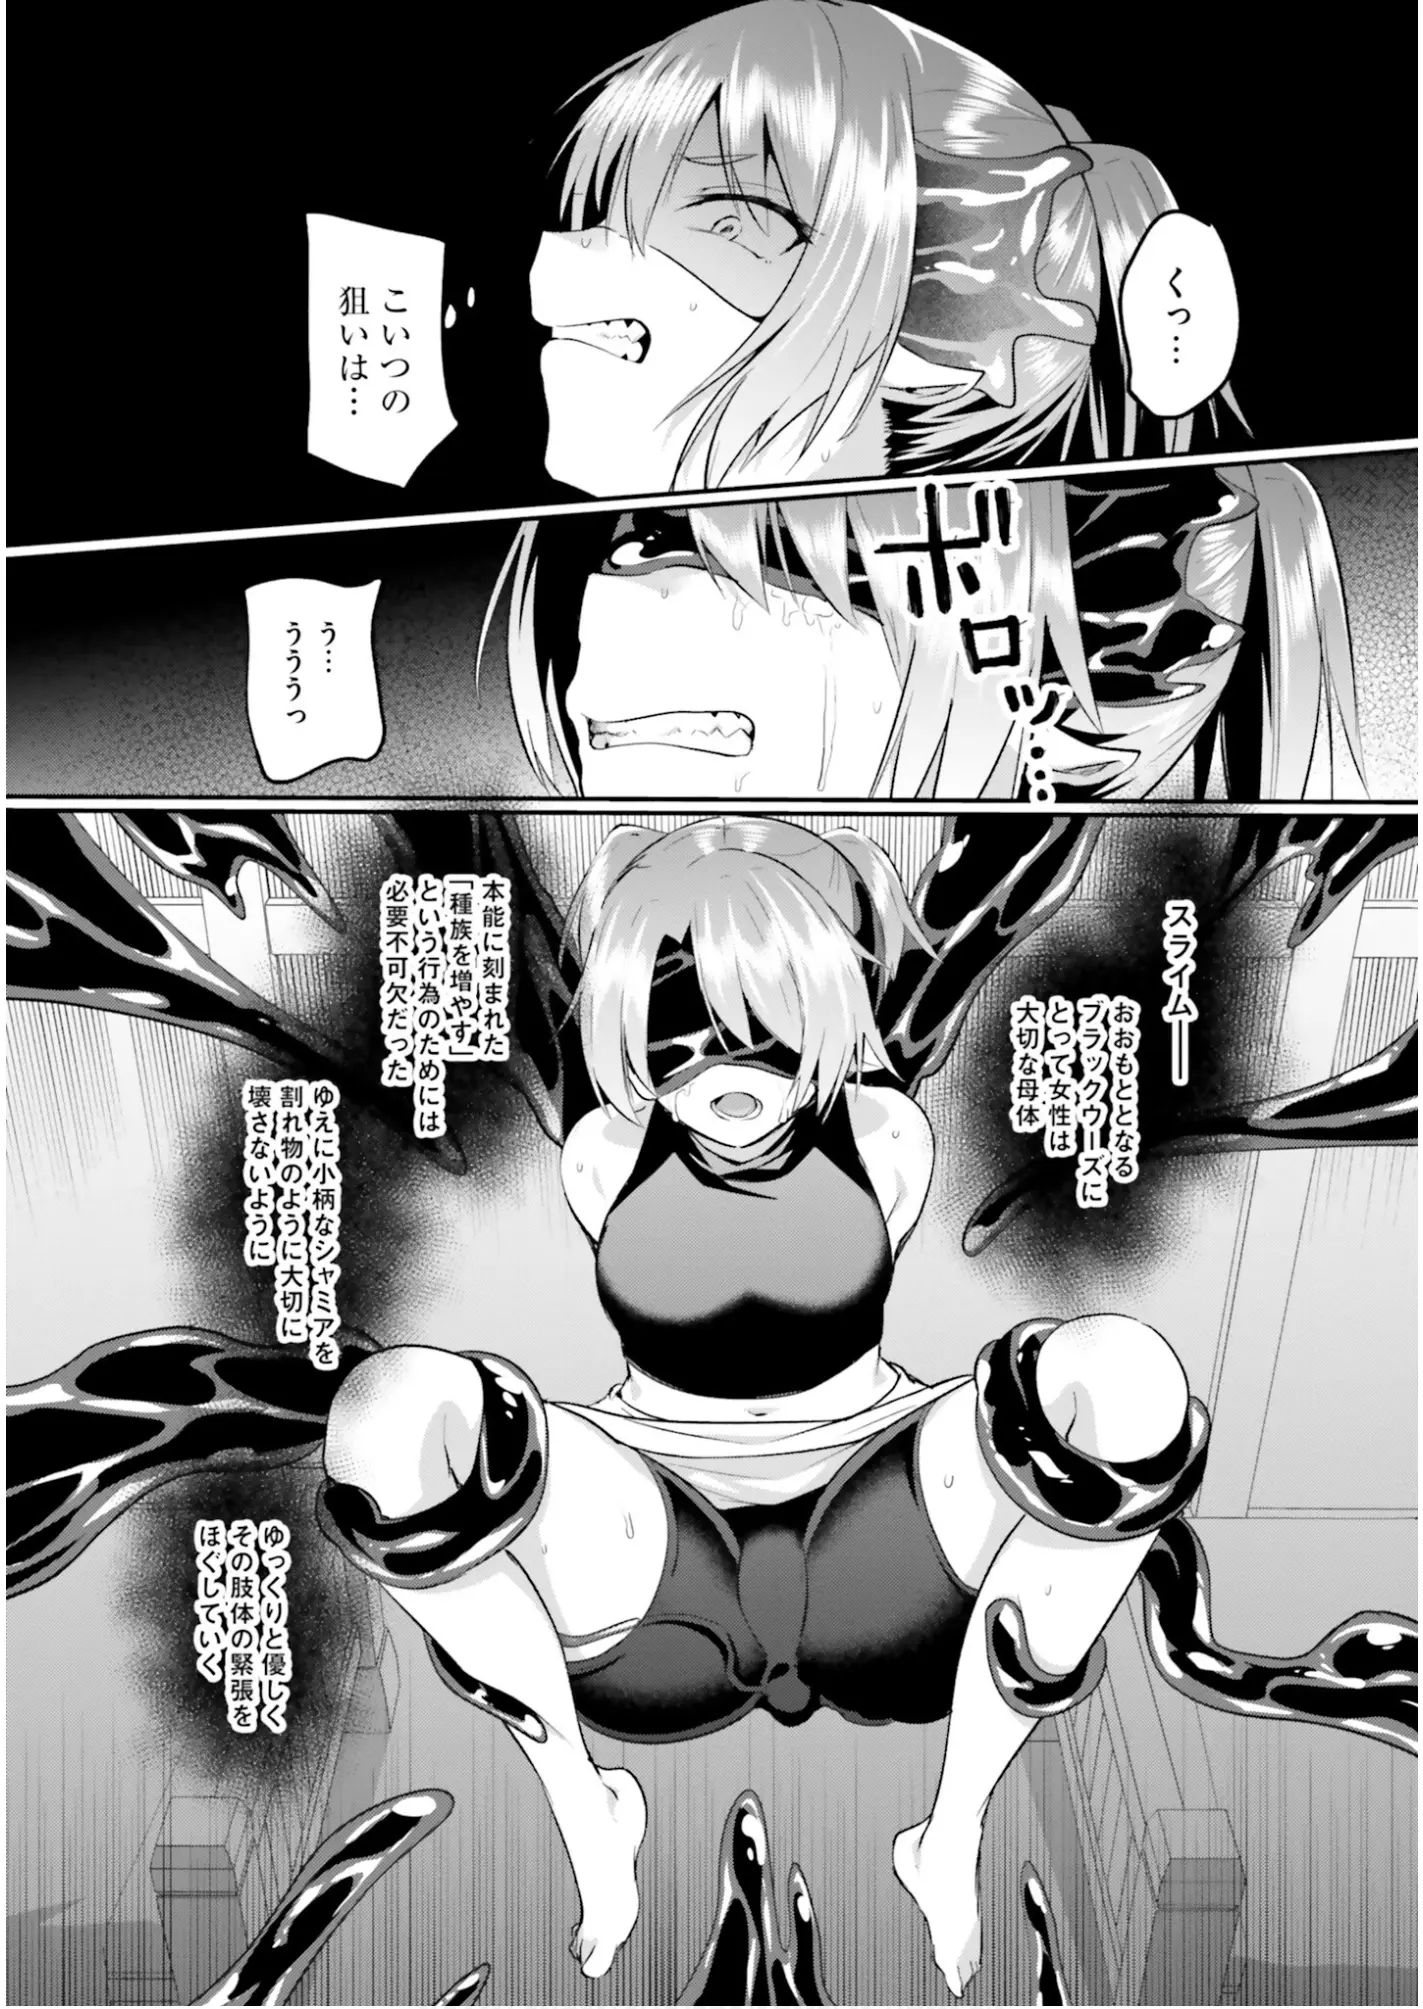 くっ…
こいつの
狙いは…
ボロッ…
う…
うううっ
スライム――
おおもととなる
ブラックウーズに
とって女性は
大切な母体
本能に刻まれた
「種族を増やす」
という行為のためには
必要不可欠だった
ゆえに小柄なシャミアを
割れ物のように大切に
壊さないように
ゆっくりと優しく
その肢体の緊張を
ほぐしていく